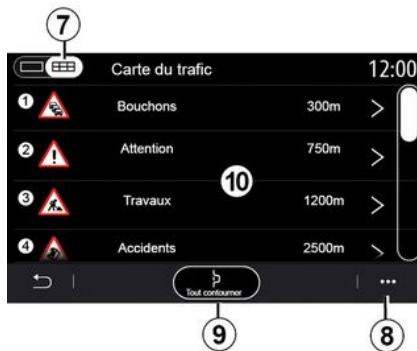 7
Carte du trafic 12:00
1 Bouchons 300m
2 Attention 750m
10
3 Travaux 1200m
4 Accidents 2500m
Tout contourner
9 8